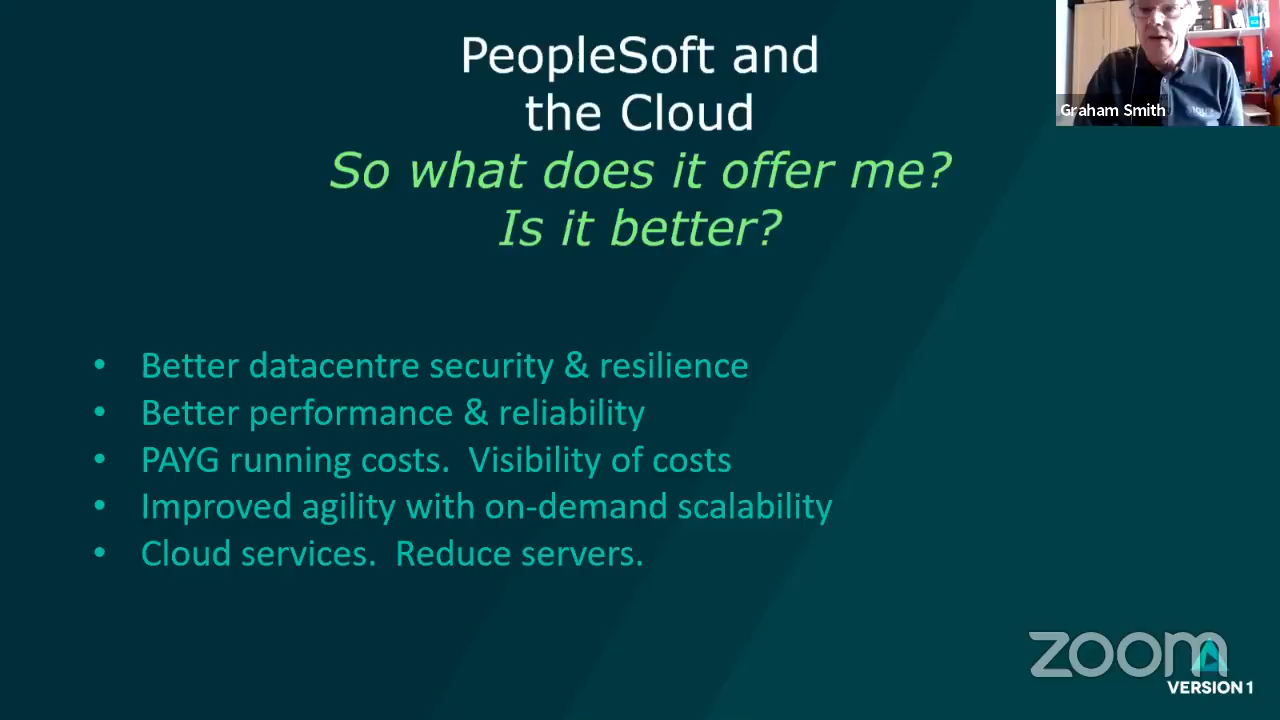 PeopleSoft and
the Cloud
So what does it offer me?
Is it better?
Graham Smith
• Better datacentre security & resilience
• Better performance & reliability
• PAYG running costs. Visibility of costs
• Improved agility with on-demand scalability
• Cloud services. Reduce servers.
zoom
VERSION 1